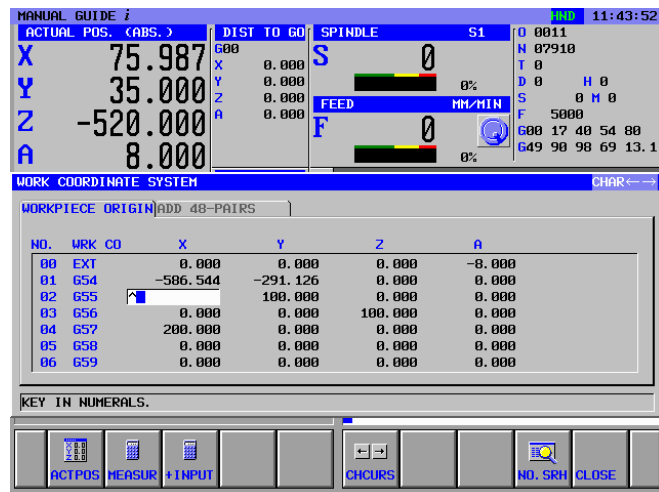 MANUAL GUIDE i HND 11:43:52
ACTUAL POS. (ABS.) DIST TO GO SPINDLE S1 O 0011
X 75.987 G00 S 0 N 07910
X 0.000 T 0
Y 35.000 Y 0.000 0% D 0 H 0
Z 0.000 FEED MM/MIN S 0 M 0
Z -520.000 A 0.000 F 0 F 5000
G00 17 40 54 80
A 8.000 0% G49 90 98 69 13.1
WORK COORDINATE SYSTEM CHAR←→
WORKPIECE ORIGIN ADD 48-PAIRS
NO. WRK CO X Y Z A
00 EXT 0.000 0.000 0.000 -8.000
01 G54 -586.544 -291.126 0.000 0.000
02 G55 ^ 100.000 0.000 0.000
03 G56 0.000 0.000 100.000 0.000
04 G57 200.000 0.000 0.000 0.000
05 G58 0.000 0.000 0.000 0.000
06 G59 0.000 0.000 0.000 0.000
KEY IN NUMERALS.
ACTPOS MEASUR +INPUT CHCURS NO.SRH CLOSE